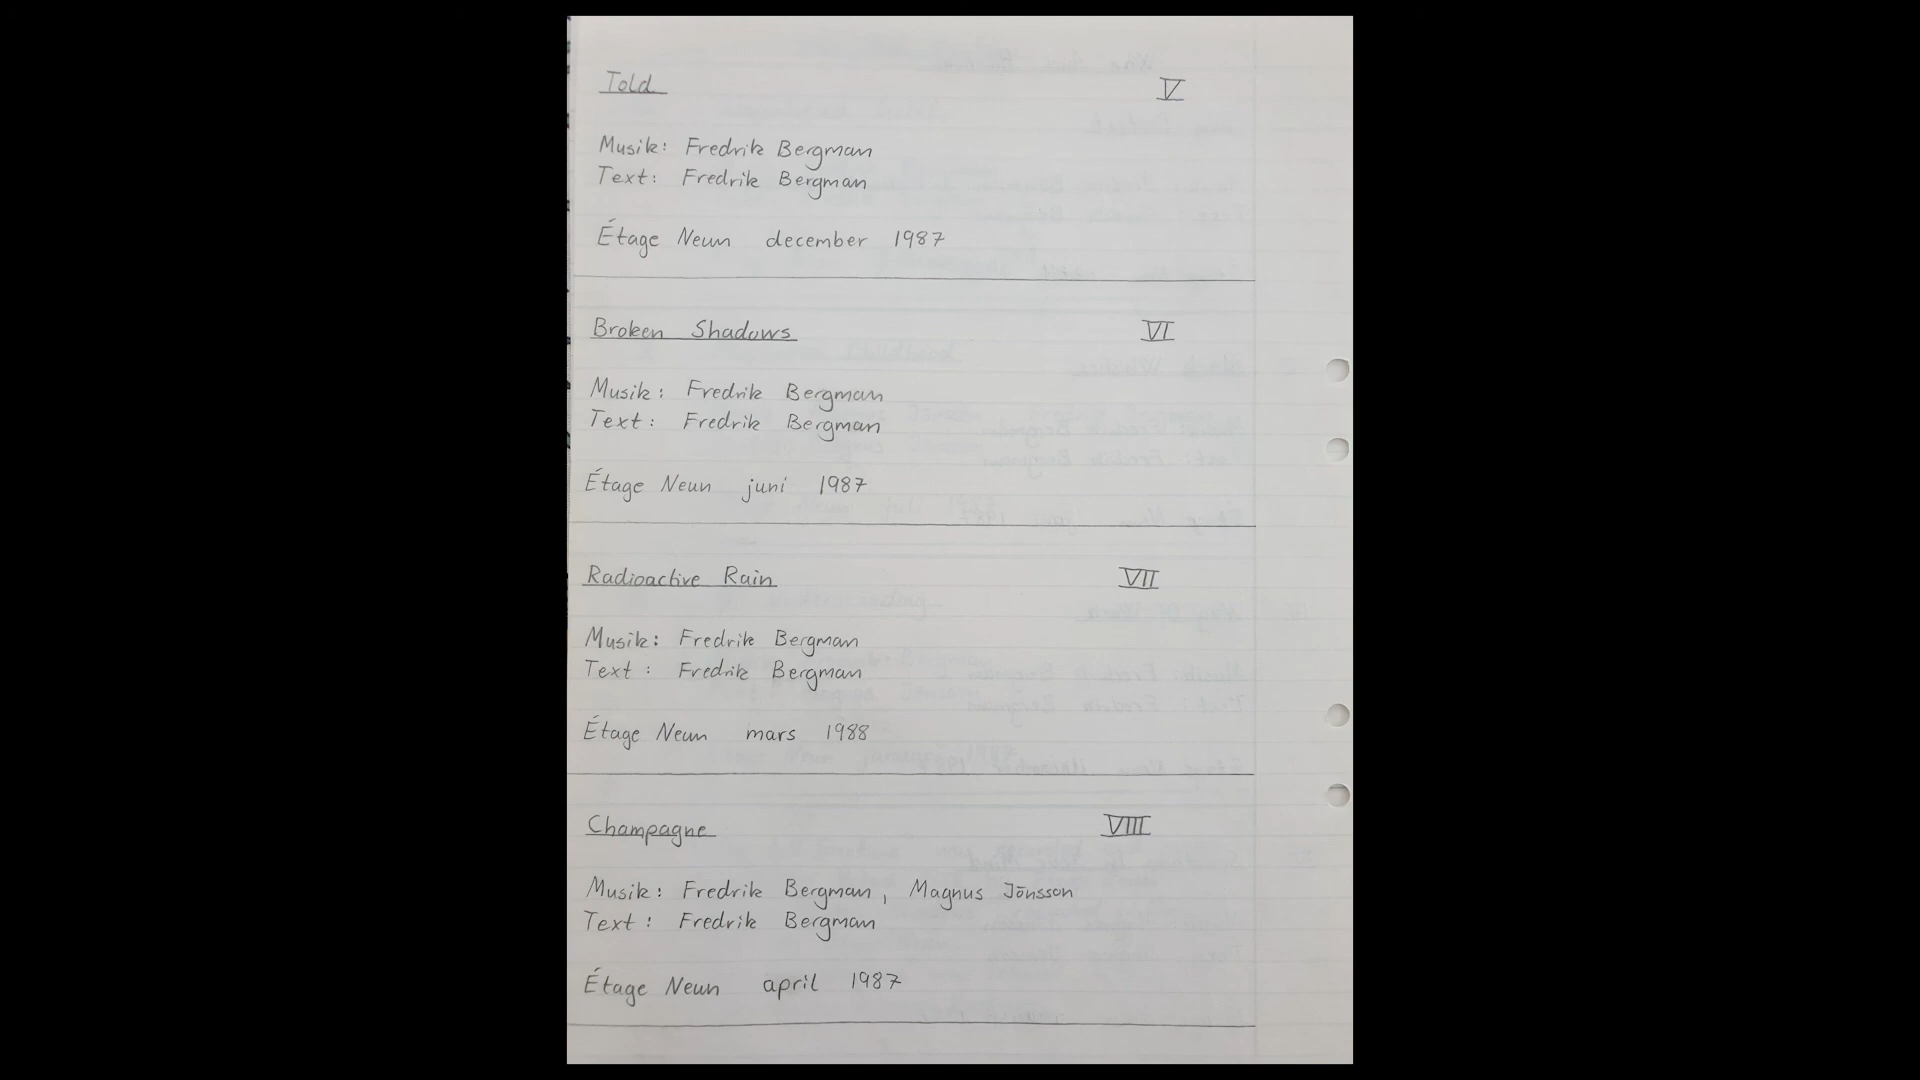 Told V
Musik: Fredrik Bergman
Text: Fredrik Bergman
Étage Neun december 1987
Broken Shadows VI
Musik: Fredrik Bergman
Text: Fredrik Bergman
Étage Neun juni 1987
Radioactive Rain VII
Musik: Fredrik Bergman
Text: Fredrik Bergman
Étage Neun mars 1988
Champagne VIII
Musik: Fredrik Bergman, Magnus Jönsson
Text: Fredrik Bergman
Étage Neun april 1987